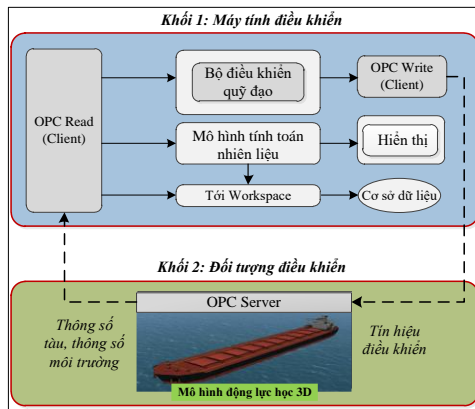 Khối 1: Máy tính điều khiển
OPC Read
(Client)
Bộ điều khiển
quỹ đạo
OPC Write
(Client)
Mô hình tính toán
nhiên liệu
Hiển thị
Tới Workspace
Cơ sở dữ liệu
Khối 2: Đối tượng điều khiển
OPC Server
Thông số
tàu, thông số
môi trường
Tín hiệu
điều khiển
Mô hình động lực học 3D